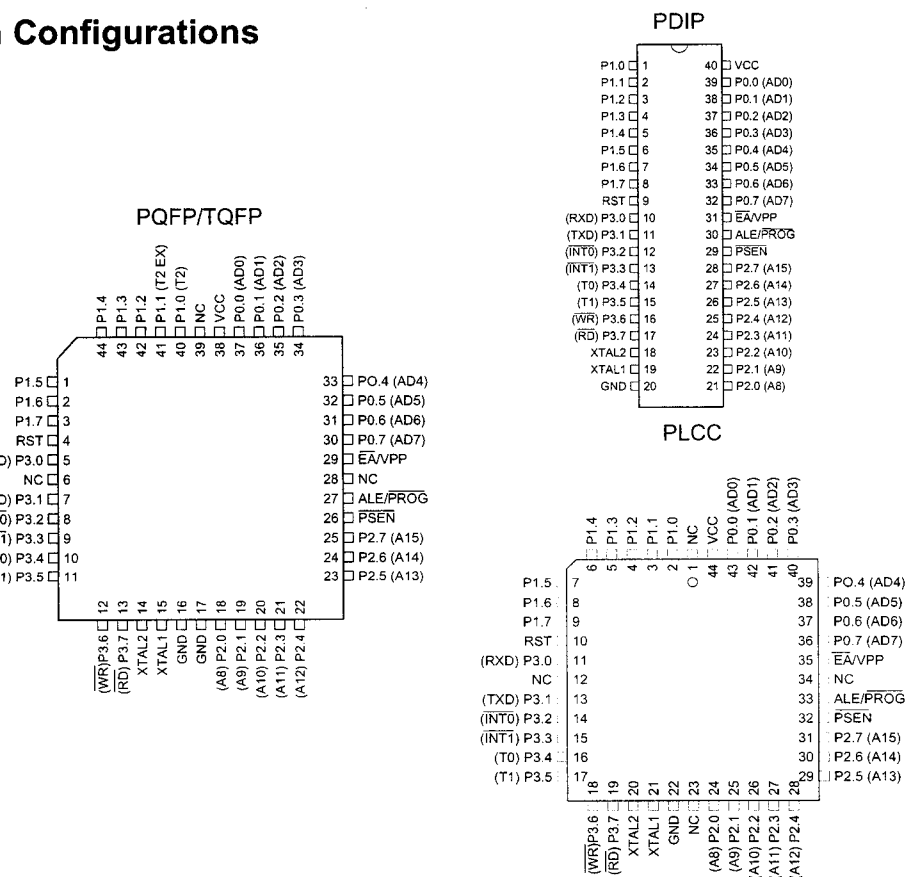 Configurations
PDIP
P1.0 1 40 VCC
P1.1 2 39 P0.0 (AD0)
P1.2 3 38 P0.1 (AD1)
P1.3 4 37 P0.2 (AD2)
P1.4 5 36 P0.3 (AD3)
P1.5 6 35 P0.4 (AD4)
P1.6 7 34 P0.5 (AD5)
P1.7 8 33 P0.6 (AD6)
RST 9 32 P0.7 (AD7)
(RXD) P3.0 10 31 E̅A̅/VPP
(TXD) P3.1 11 30 ALE/P̅R̅O̅G̅
(I̅N̅T̅0̅) P3.2 12 29 P̅S̅E̅N̅
(I̅N̅T̅1̅) P3.3 13 28 P2.7 (A15)
(T0) P3.4 14 27 P2.6 (A14)
(T1) P3.5 15 26 P2.5 (A13)
(W̅R̅) P3.6 16 25 P2.4 (A12)
(R̅D̅) P3.7 17 24 P2.3 (A11)
XTAL2 18 23 P2.2 (A10)
XTAL1 19 22 P2.1 (A9)
GND 20 21 P2.0 (A8)
PQFP/TQFP
P1.4 P1.3 P1.2 P1.1 (T2 EX) P1.0 (T2) NC VCC P0.0 (AD0) P0.1 (AD1) P0.2 (AD2) P0.3 (AD3)
44 43 42 41 40 39 38 37 36 35 34
P1.5 1 33 PO.4 (AD4)
P1.6 2 32 P0.5 (AD5)
P1.7 3 31 P0.6 (AD6)
RST 4 30 P0.7 (AD7)
D) P3.0 5 29 E̅A̅/VPP
NC 6 28 NC
D) P3.1 7 27 ALE/P̅R̅O̅G̅
0̅) P3.2 8 26 P̅S̅E̅N̅
1̅) P3.3 9 25 P2.7 (A15)
0) P3.4 10 24 P2.6 (A14)
1) P3.5 11 23 P2.5 (A13)
12 13 14 15 16 17 18 19 20 21 22
(W̅R̅)P3.6 (R̅D̅) P3.7 XTAL2 XTAL1 GND GND (A8) P2.0 (A9) P2.1 (A10) P2.2 (A11) P2.3 (A12) P2.4
PLCC
P1.4 P1.3 P1.2 P1.1 P1.0 NC VCC P0.0 (AD0) P0.1 (AD1) P0.2 (AD2) P0.3 (AD3)
6 5 4 3 2 1 44 43 42 41 40
P1.5 7 39 PO.4 (AD4)
P1.6 8 38 P0.5 (AD5)
P1.7 9 37 P0.6 (AD6)
RST 10 36 P0.7 (AD7)
(RXD) P3.0 11 35 E̅A̅/VPP
NC 12 34 NC
(TXD) P3.1 13 33 ALE/P̅R̅O̅G̅
(I̅N̅T̅0̅) P3.2 14 32 P̅S̅E̅N̅
(I̅N̅T̅1̅) P3.3 15 31 P2.7 (A15)
(T0) P3.4 16 30 P2.6 (A14)
(T1) P3.5 17 29 P2.5 (A13)
18 19 20 21 22 23 24 25 26 27 28
(W̅R̅)P3.6 (R̅D̅) P3.7 XTAL2 XTAL1 GND NC (A8) P2.0 (A9) P2.1 (A10) P2.2 (A11) P2.3 (A12) P2.4